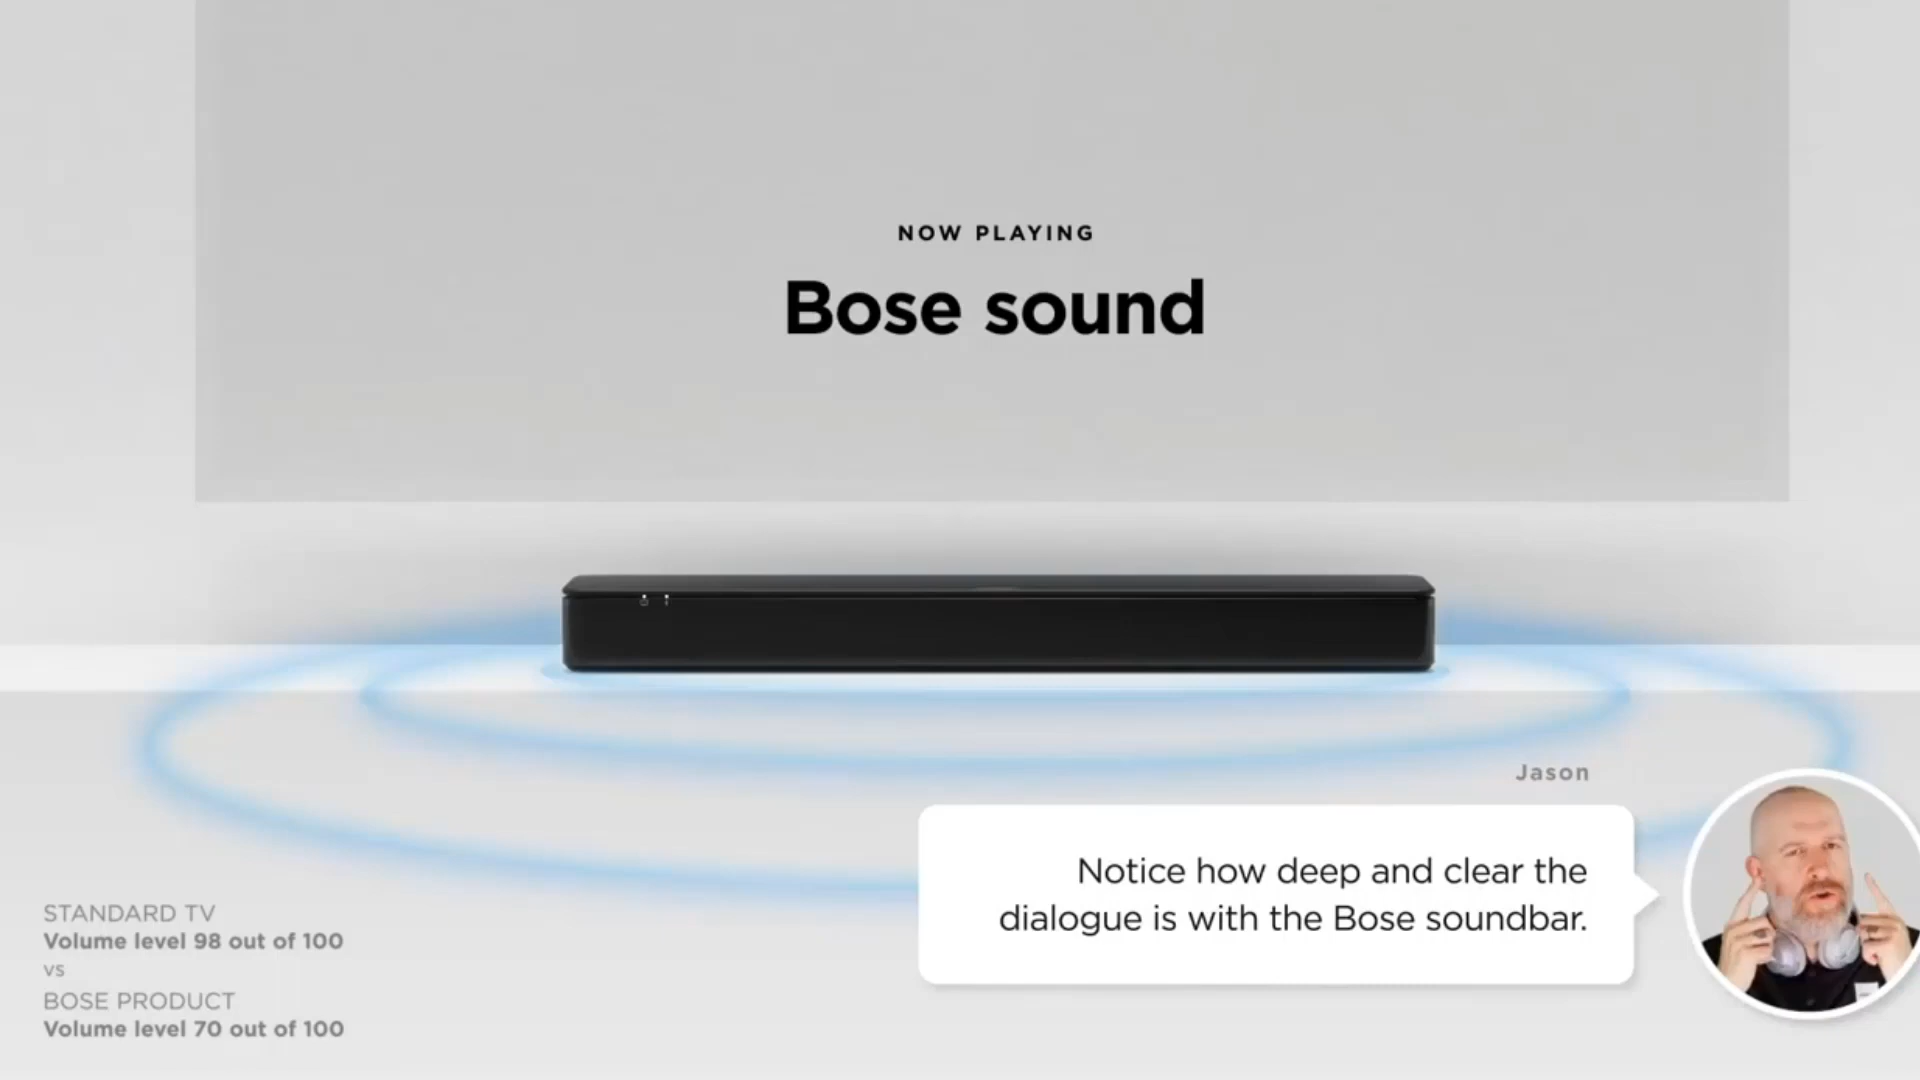 NOW PLAYING
Bose sound
Jason
Notice how deep and clear the
dialogue is with the Bose soundbar.
STANDARD TV
Volume level 98 out of 100
vs
BOSE PRODUCT
Volume level 70 out of 100